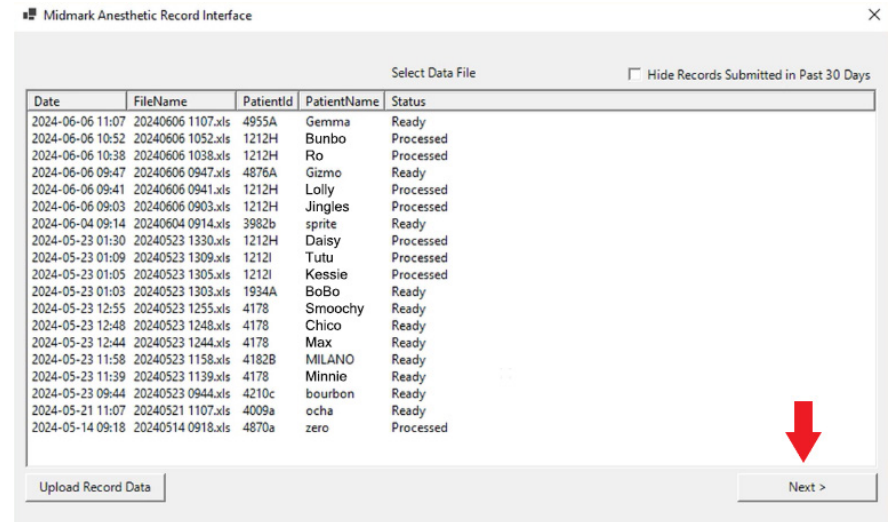 Midmark Anesthetic Record Interface
Select Data File Hide Records Submitted in Past 30 Days
Date FileName PatientId PatientName Status
2024-06-06 11:07 20240606 1107.xls 4955A Gemma Ready
2024-06-06 10:52 20240606 1052.xls 1212H Bunbo Processed
2024-06-06 10:38 20240606 1038.xls 1212H Ro Processed
2024-06-06 09:47 20240606 0947.xls 4876A Gizmo Ready
2024-06-06 09:41 20240606 0941.xls 1212H Lolly Processed
2024-06-06 09:03 20240606 0903.xls 1212H Jingles Processed
2024-06-04 09:14 20240604 0914.xls 3982b sprite Ready
2024-05-23 01:30 20240523 1330.xls 1212H Daisy Processed
2024-05-23 01:09 20240523 1309.xls 1212I Tutu Processed
2024-05-23 01:05 20240523 1305.xls 1212I Kessie Processed
2024-05-23 01:03 20240523 1303.xls 1934A BoBo Ready
2024-05-23 12:55 20240523 1255.xls 4178 Smoochy Ready
2024-05-23 12:48 20240523 1248.xls 4178 Chico Ready
2024-05-23 12:44 20240523 1244.xls 4178 Max Ready
2024-05-23 11:58 20240523 1158.xls 4182B MILANO Ready
2024-05-23 11:39 20240523 1139.xls 4178 Minnie Ready
2024-05-23 09:44 20240523 0944.xls 4210c bourbon Ready
2024-05-21 11:07 20240521 1107.xls 4009a ocha Ready
2024-05-14 09:18 20240514 0918.xls 4870a zero Processed
Upload Record Data Next >